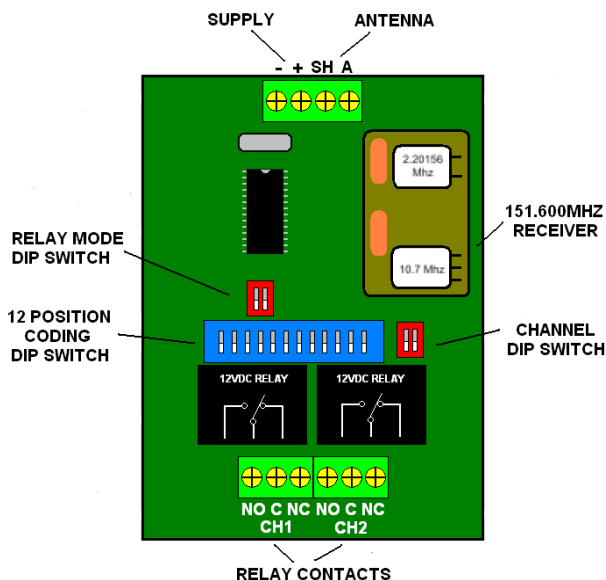 SUPPLY
ANTENNA
- + SH A
2.20156
Mhz
151.600MHZ
RECEIVER
10.7 Mhz
RELAY MODE
DIP SWITCH
12 POSITION
CODING
DIP SWITCH
CHANNEL
DIP SWITCH
12VDC RELAY
12VDC RELAY
NO C NC NO C NC
CH1 CH2
RELAY CONTACTS